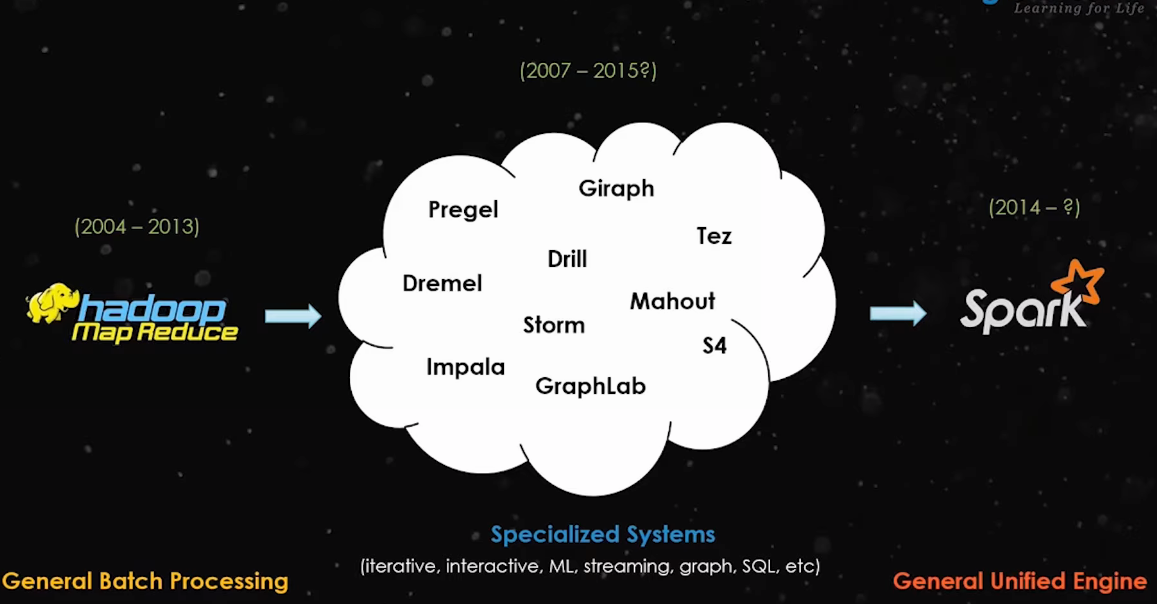 Learning for Life
(2007 – 2015?)
(2004 – 2013)
(2014 – ?)
Pregel
Giraph
Tez
Drill
Dremel
Mahout
Storm
S4
Impala
GraphLab
hadoop
Map Reduce
Spark
Specialized Systems
(iterative, interactive, ML, streaming, graph, SQL, etc)
General Batch Processing
General Unified Engine